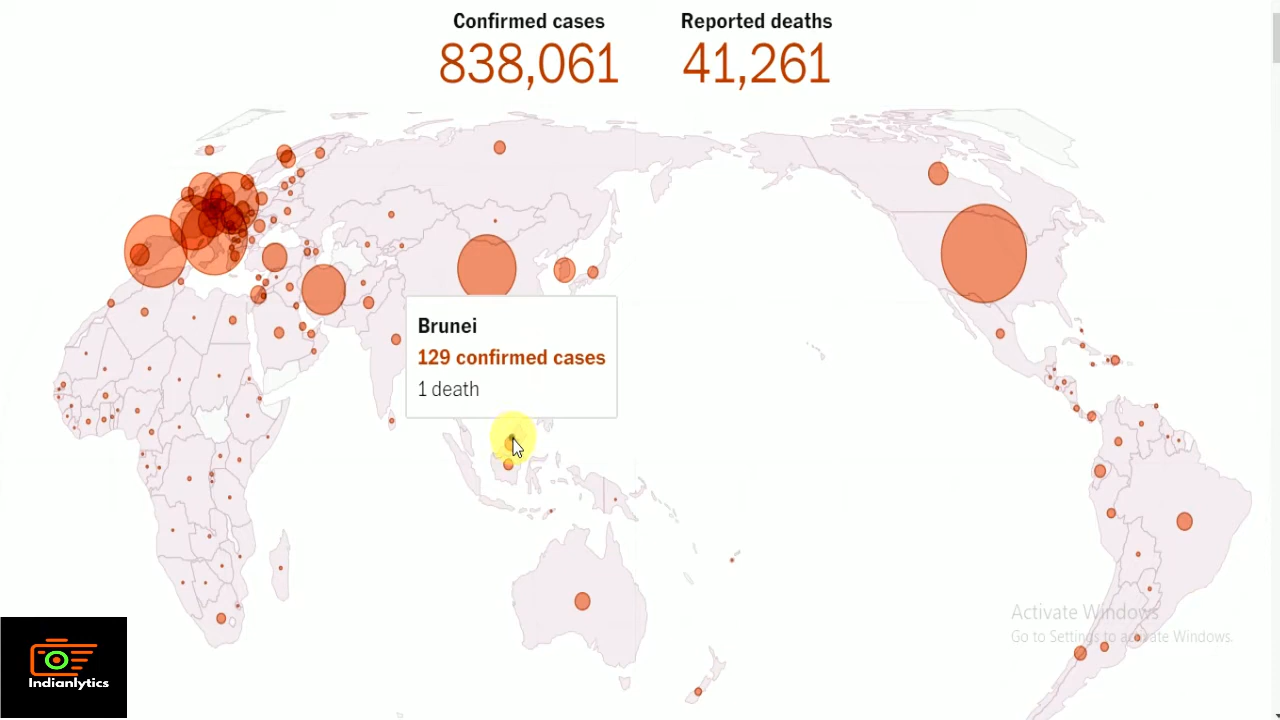 Confirmed cases
Reported deaths
838,061
41,261
Brunei
129 confirmed cases
1 death
Activate Windows
Go to Settings to activate Windows.
Indianlytics